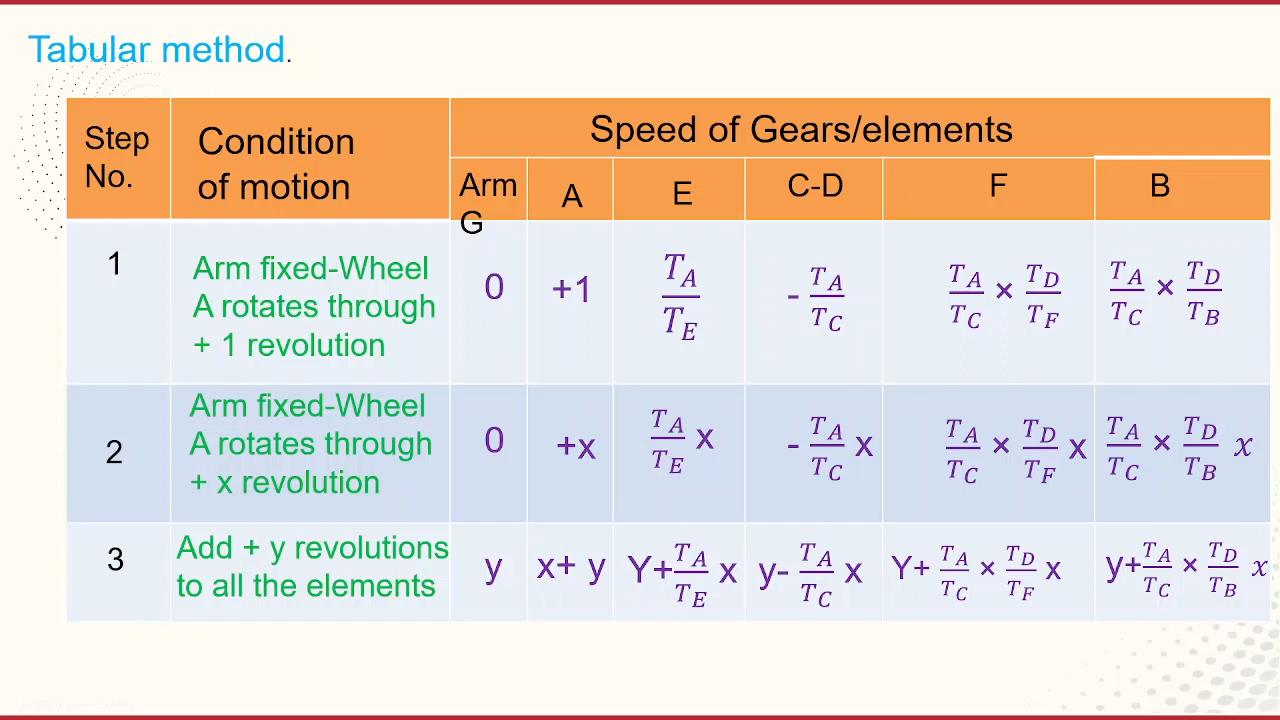 Tabular method.
Step No.
Condition of motion
Speed of Gears/elements
Arm G
A
E
C-D
F
B
1
Arm fixed-Wheel
A rotates through
+ 1 revolution
0
+1
T_A/T_E
- T_A/T_C
T_A/T_C × T_D/T_F
T_A/T_C × T_D/T_B
2
Arm fixed-Wheel
A rotates through
+ x revolution
0
+x
T_A/T_E x
- T_A/T_C x
T_A/T_C × T_D/T_F x
T_A/T_C × T_D/T_B x
3
Add + y revolutions
to all the elements
y
x+ y
Y+ T_A/T_E x
y- T_A/T_C x
Y+ T_A/T_C × T_D/T_F x
y+ T_A/T_C × T_D/T_B x